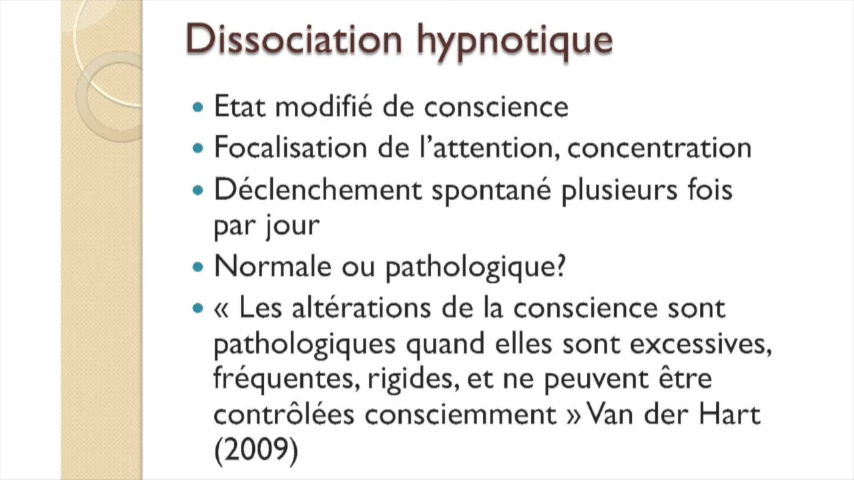 Dissociation hypnotique
• Etat modifié de conscience
• Focalisation de l'attention, concentration
• Déclenchement spontané plusieurs fois
par jour
• Normale ou pathologique?
• « Les altérations de la conscience sont
pathologiques quand elles sont excessives,
fréquentes, rigides, et ne peuvent être
contrôlées consciemment » Van der Hart
(2009)